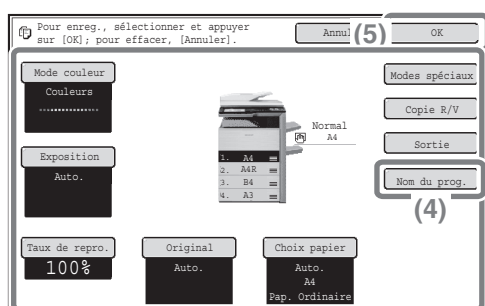 Pour enreg., sélectionner et appuyer
sur [OK]; pour effacer, [Annuler].
Annul
(5)
OK
Mode couleur
Couleurs
Modes spéciaux
Copie R/V
Normal
A4
Sortie
Exposition
Auto.
1. A4
2. A4R
3. B4
4. A3
Nom du prog.
(4)
Taux de repro.
100%
Original
Auto.
Choix papier
Auto.
A4
Pap. Ordinaire